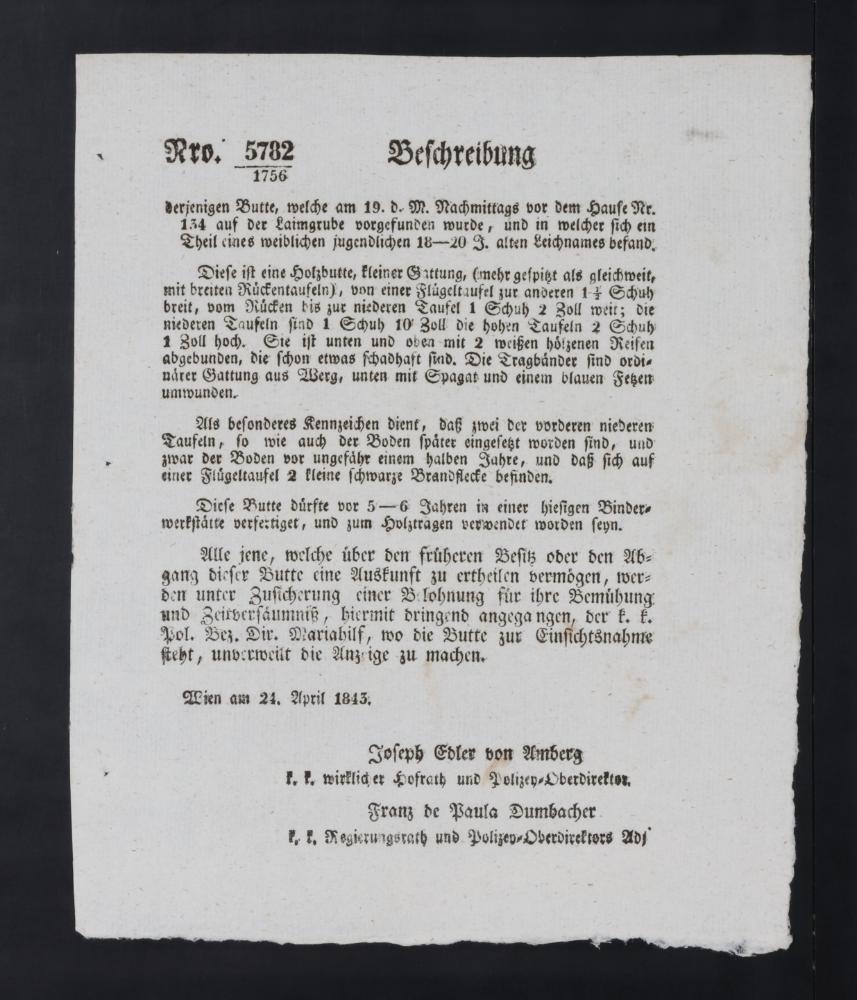 Nro. 5782/1756 Beschreibung
derjenigen Butte, welche am 19. d. M. Nachmittags vor dem Hause Nr.
134 auf der Laimgrube vorgefunden wurde, und in welcher sich ein
Theil eines weiblichen jugendlichen 18—20 J. alten Leichnames befand.
Diese ist eine Holzbutte, kleiner Gattung, (mehr gespitzt als gleichweit,
mit breiten Rückentaufeln), von einer Flügeltaufel zur anderen 1½ Schuh
breit, vom Rücken bis zur niederen Taufel 1 Schuh 2 Zoll weit; die
niederen Taufeln sind 1 Schuh 10 Zoll die hohen Taufeln 2 Schuh
1 Zoll hoch. Sie ist unten und oben mit 2 weißen hölzenen Reifen
abgebunden, die schon etwas schadhaft sind. Die Tragbänder sind ordi-
närer Gattung aus Werg, unten mit Spagat und einem blauen Fetzen
umwunden.
Als besonderes Kennzeichen dient, daß zwei der vorderen niederen
Taufeln, so wie auch der Boden später eingesetzt worden sind, und
zwar der Boden vor ungefähr einem halben Jahre, und daß sich auf
einer Flügeltaufel 2 kleine schwarze Brandflecke befinden.
Diese Butte dürfte vor 5—6 Jahren in einer hiesigen Binder-
werkstätte verfertiget, und zum Holztragen verwendet worden seyn.
Alle jene, welche über den früheren Besitz oder den Ab-
gang dieser Butte eine Auskunft zu ertheilen vermögen, wer-
den unter Zusicherung einer Belohnung für ihre Bemühung
und Zeitversäumniß, hiermit dringend angegangen, der k. k.
Pol. Bez. Dir. Mariahilf, wo die Butte zur Einsichtsnahme
steht, unverweilt die Anzeige zu machen.
Wien am 24. April 1843.
Joseph Edler von Amberg
k. k. wirklicher Hofrath und Polizey-Oberdirektor.
Franz de Paula Dumbacher
k. k. Regierungsrath und Polizey-Oberdirektors Adj